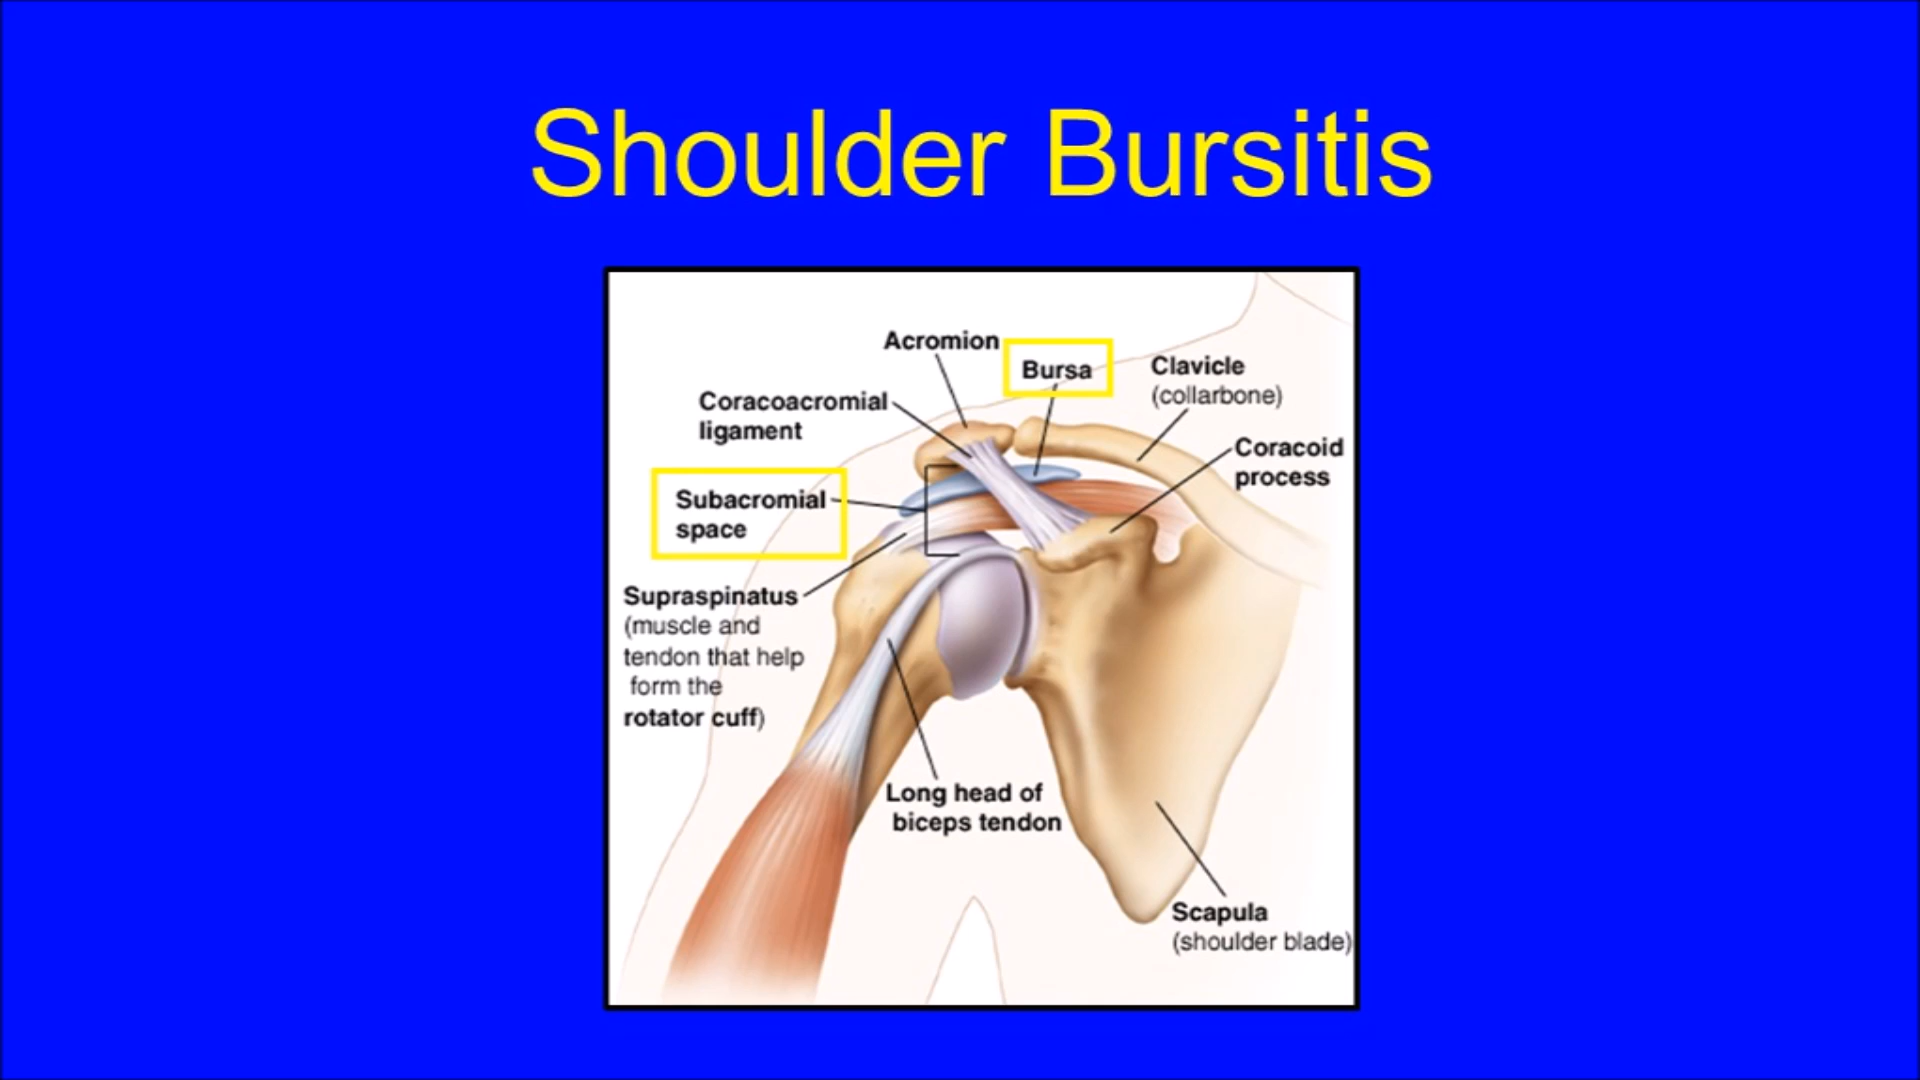 Shoulder Bursitis
Acromion
Bursa
Clavicle
(collarbone)
Coracoacromial
ligament
Coracoid
process
Subacromial
space
Supraspinatus
(muscle and
tendon that help
form the
rotator cuff)
Long head of
biceps tendon
Scapula
(shoulder blade)